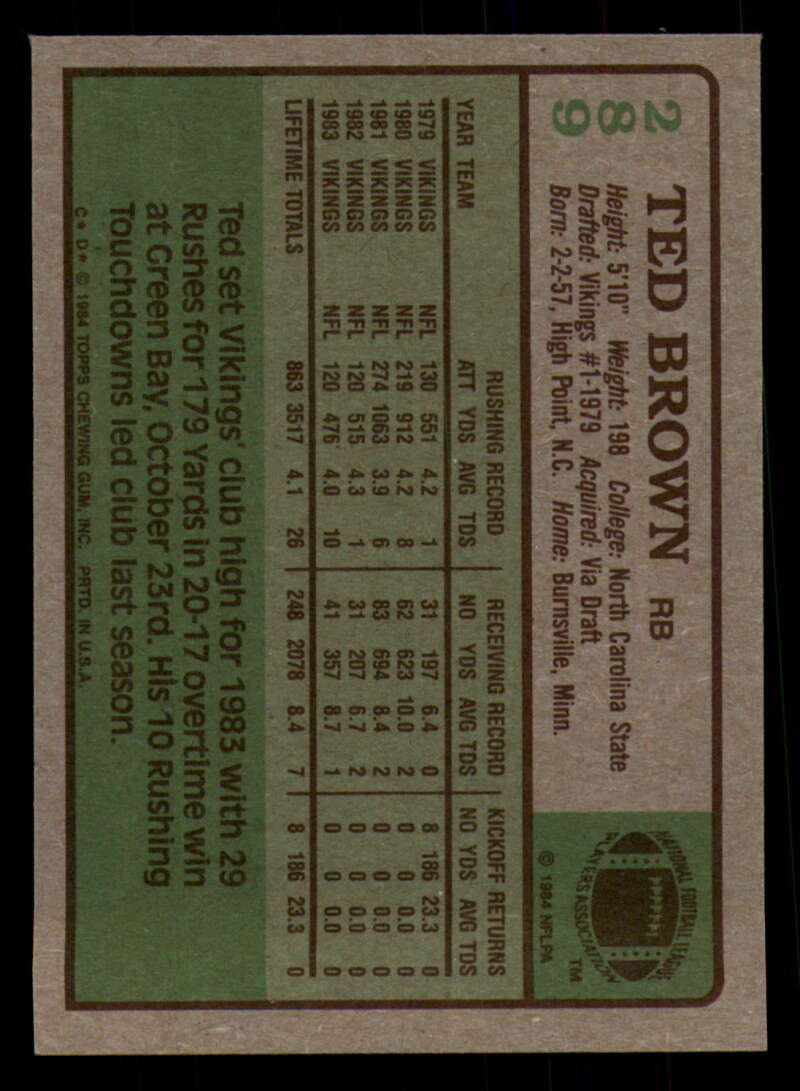 289
TED BROWN RB
Height: 5'10" Weight: 198 College: North Carolina State
Drafted: Vikings #1-1979 Acquired: Via Draft
Born: 2-2-57, High Point, N.C. Home: Burnsville, Minn.
NATIONAL FOOTBALL LEAGUE
PLAYERS ASSOCIATION
TM
© 1984 NFLPA
RUSHING RECORD RECEIVING RECORD KICKOFF RETURNS
YEAR TEAM ATT YDS AVG TDS NO YDS AVG TDS NO YDS AVG TDS
1979 VIKINGS NFL 130 551 4.2 1 31 197 6.4 0 8 186 23.3 0
1980 VIKINGS NFL 219 912 4.2 8 62 623 10.0 2 0 0 0.0 0
1981 VIKINGS NFL 274 1063 3.9 6 83 694 8.4 2 0 0 0.0 0
1982 VIKINGS NFL 120 515 4.3 1 31 207 6.7 2 0 0 0.0 0
1983 VIKINGS NFL 120 476 4.0 10 41 357 8.7 1 0 0 0.0 0
LIFETIME TOTALS 863 3517 4.1 26 248 2078 8.4 7 8 186 23.3 0
Ted set Vikings' club high for 1983 with 29
Rushes for 179 Yards in 20-17 overtime win
at Green Bay, October 23rd. His 10 Rushing
Touchdowns led club last season.
C* D* © 1984 TOPPS CHEWING GUM, INC. PRTD. IN U.S.A.